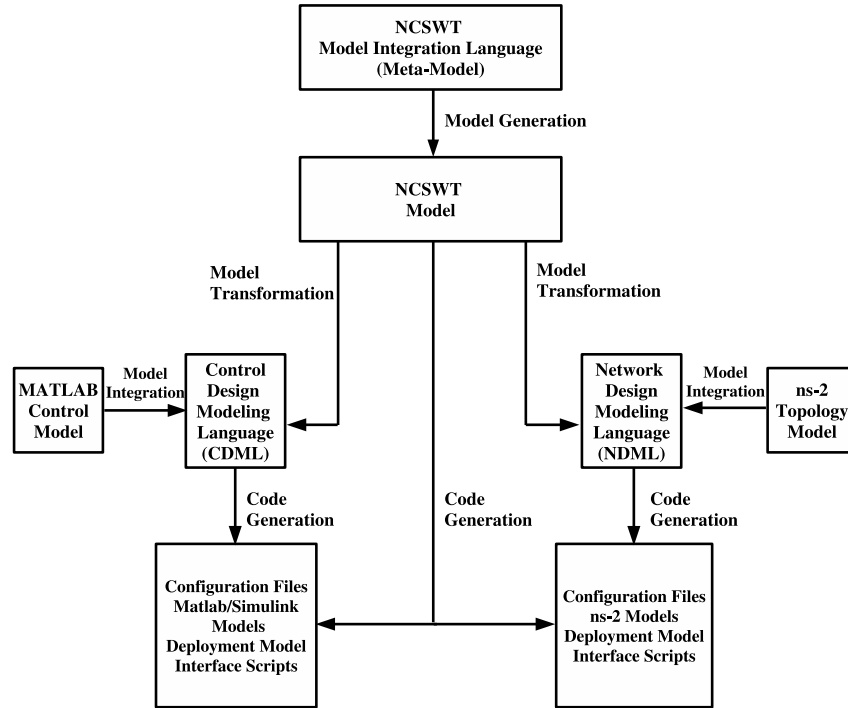 NCSWT
Model Integration Language
(Meta-Model)
Model Generation
NCSWT
Model
Model
Transformation
Model
Transformation
MATLAB
Control
Model
Model
Integration
Control
Design
Modeling
Language
(CDML)
Network
Design
Modeling
Language
(NDML)
Model
Integration
ns-2
Topology
Model
Code
Generation
Code
Generation
Code
Generation
Configuration Files
Matlab/Simulink
Models
Deployment Model
Interface Scripts
Configuration Files
ns-2 Models
Deployment Model
Interface Scripts